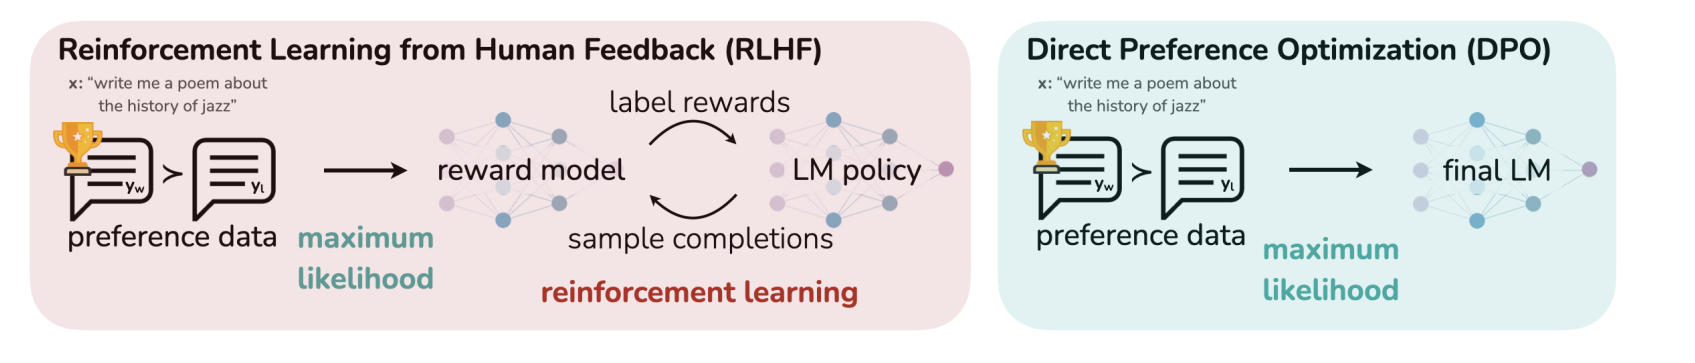 Reinforcement Learning from Human Feedback (RLHF)
x: “write me a poem about
the history of jazz”
label rewards
yw
≻
yl
reward model
LM policy
preference data
maximum
likelihood
sample completions
reinforcement learning
Direct Preference Optimization (DPO)
x: “write me a poem about
the history of jazz”
yw
≻
yl
final LM
preference data
maximum
likelihood